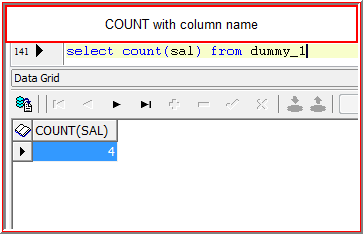 COUNT with column name
141 select count(sal) from dummy_1
Data Grid
COUNT(SAL)
4